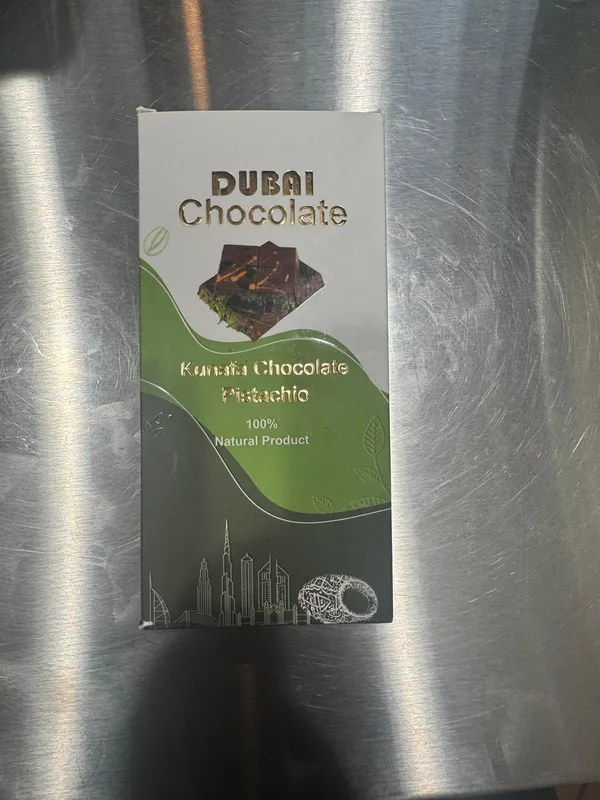 DUBAI
Chocolate
Kunafa Chocolate
Pistachio
100%
Natural Product